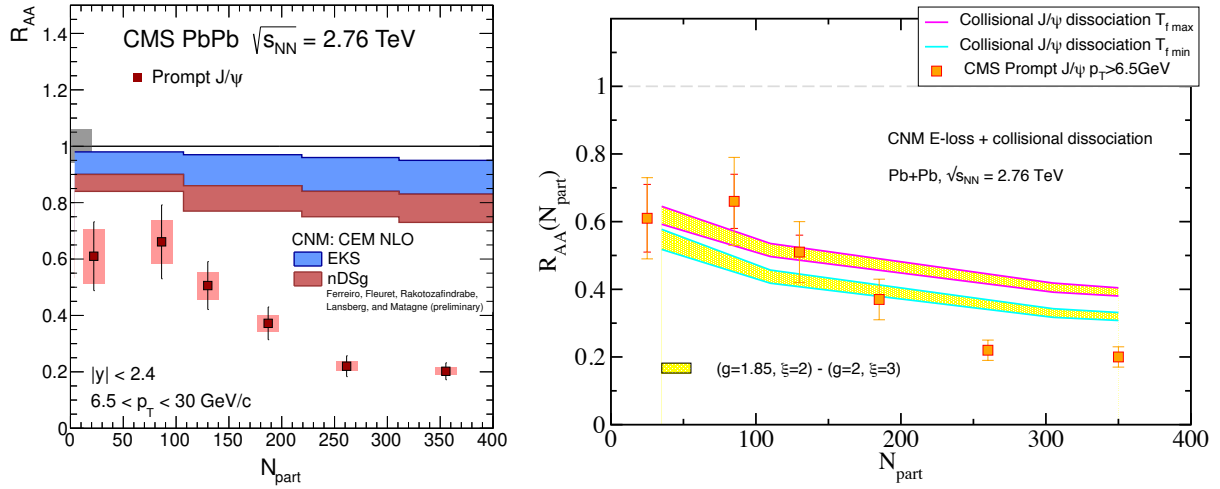 R_AA
1.4
1.2
1
0.8
0.6
0.4
0.2
0
CMS PbPb √s_NN = 2.76 TeV
Prompt J/ψ
CNM: CEM NLO
EKS
nDSg
Ferreiro, Fleuret, Rakotozafindrabe,
Lansberg, and Matagne (preliminary)
|y| < 2.4
6.5 < p_T < 30 GeV/c
0 50 100 150 200 250 300 350 400
N_part
Collisional J/ψ dissociation T_f max
Collisional J/ψ dissociation T_f min
CMS Prompt J/ψ p_T>6.5GeV
R_AA(N_part)
1
0.8
0.6
0.4
0.2
0
CNM E-loss + collisional dissociation
Pb+Pb, √s_NN = 2.76 TeV
(g=1.85, ξ=2) - (g=2, ξ=3)
0 100 200 300 400
N_part